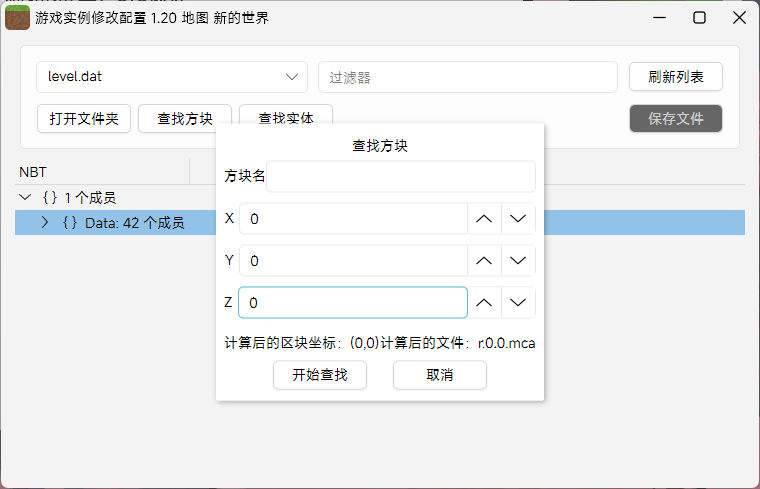 游戏实例修改配置 1.20 地图 新的世界
level.dat
过滤器
刷新列表
打开文件夹
查找方块
查找实体
保存文件
NBT
{ } 1 个成员
{ } Data: 42 个成员
查找方块
方块名
X 0
Y 0
Z 0
计算后的区块坐标：(0,0)计算后的文件：r.0.0.mca
开始查找
取消